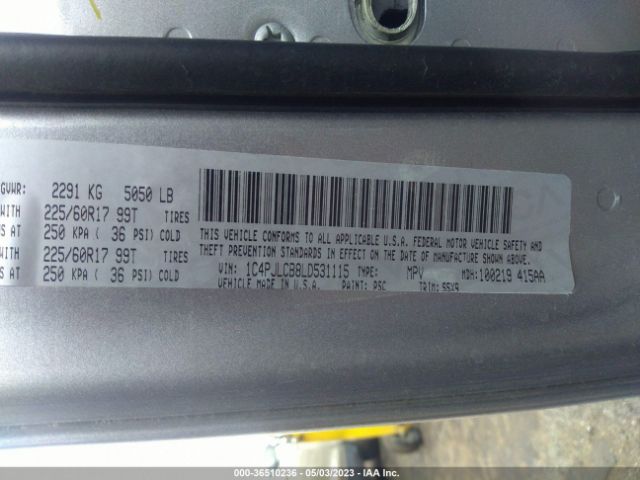 GVWR: 2291 KG 5050 LB
WITH 225/60R17 99T TIRES
S AT 250 KPA ( 36 PSI) COLD
WITH 225/60R17 99T TIRES
S AT 250 KPA ( 36 PSI) COLD
THIS VEHICLE CONFORMS TO ALL APPLICABLE U.S.A. FEDERAL MOTOR VEHICLE SAFETY AND
THEFT PREVENTION STANDARDS IN EFFECT ON THE DATE OF MANUFACTURE SHOWN ABOVE.
VIN: 1C4PJLCB8LD531115 TYPE: MPV MDH:100219 415AA
VEHICLE MADE IN U.S.A. PAINT: PSC TRIM: S5X9
000-36510236 - 05/03/2023 - IAA Inc.